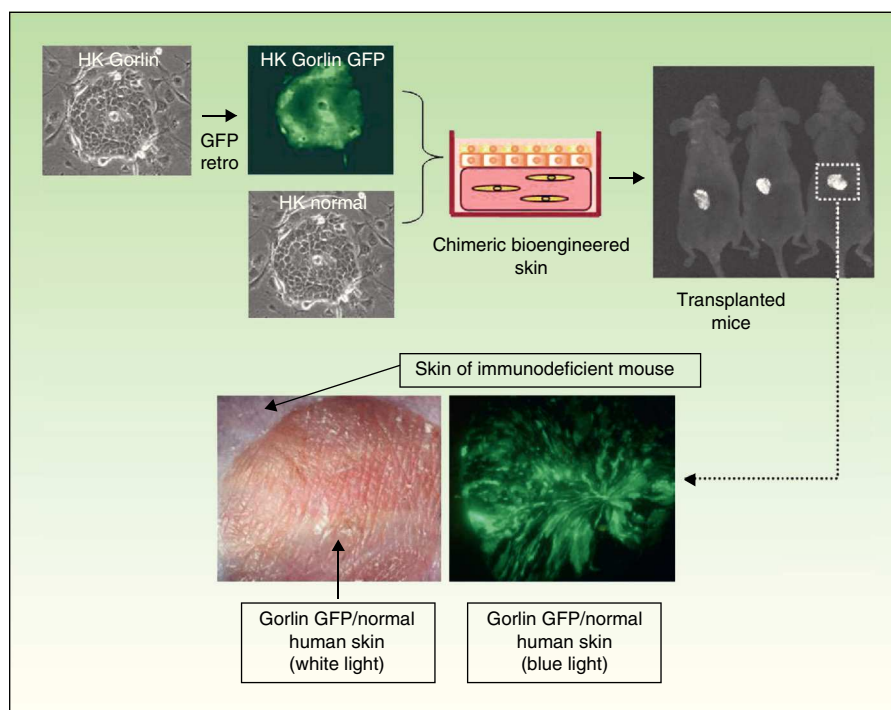 HK Gorlin
HK Gorlin GFP
GFP
retro
HK normal
Chimeric bioengineered
skin
Transplanted
mice
Skin of immunodeficient mouse
Gorlin GFP/normal
human skin
(white light)
Gorlin GFP/normal
human skin
(blue light)